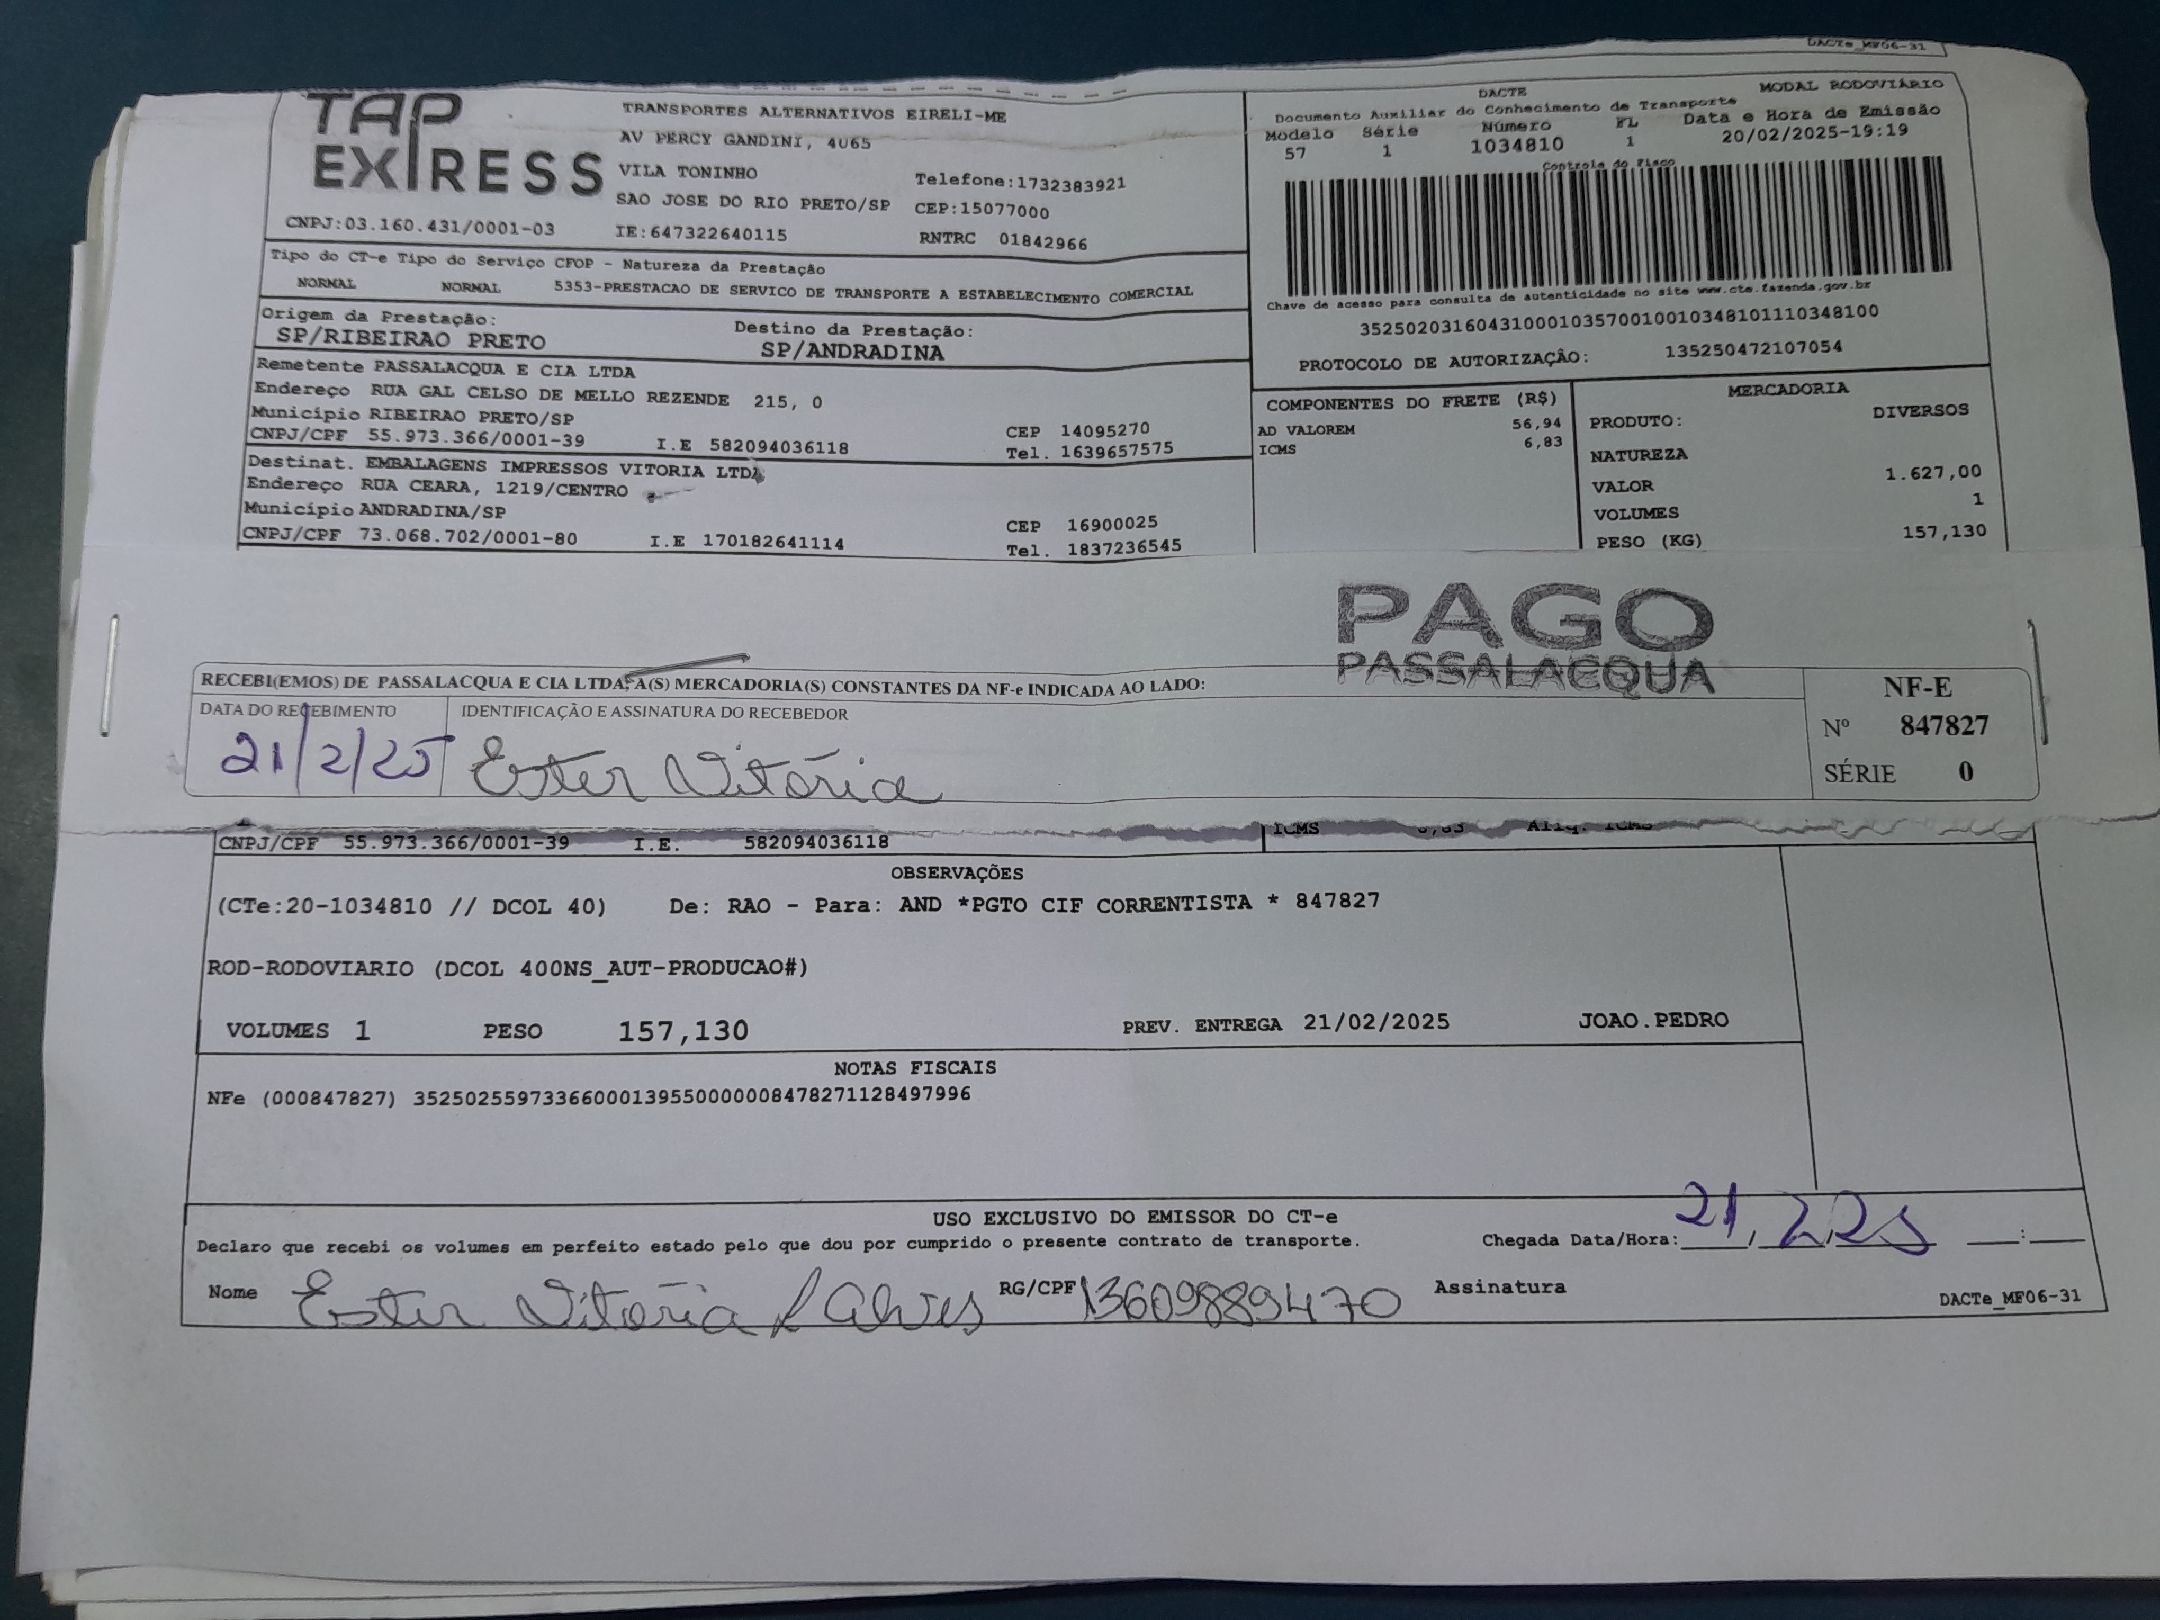 DACTe_MF06-31
TAP EXPRESS
TRANSPORTES ALTERNATIVOS EIRELI-ME
AV PERCY GANDINI, 4065
VILA TONINHO
Telefone:1732383921
SAO JOSE DO RIO PRETO/SP CEP:15077000
CNPJ:03.160.431/0001-03 IE:647322640115 RNTRC 01842966
DACTE MODAL RODOVIÁRIO
Documento Auxiliar do Conhecimento de Transporte
Modelo Série Número FL Data e Hora de Emissão
57 1 1034810 1 20/02/2025-19:19
Controle do Fisco
Chave de acesso para consulta de autenticidade no site www.cte.fazenda.gov.br
35250203160431000103570010010348101110348100
PROTOCOLO DE AUTORIZAÇÃO: 135250472107054
Tipo do CT-e Tipo do Serviço CFOP - Natureza da Prestação
NORMAL NORMAL 5353-PRESTACAO DE SERVICO DE TRANSPORTE A ESTABELECIMENTO COMERCIAL
Origem da Prestação: Destino da Prestação:
SP/RIBEIRAO PRETO SP/ANDRADINA
Remetente PASSALACQUA E CIA LTDA
Endereço RUA GAL CELSO DE MELLO REZENDE 215, 0
Município RIBEIRAO PRETO/SP CEP 14095270
CNPJ/CPF 55.973.366/0001-39 I.E 582094036118 Tel. 1639657575
Destinat. EMBALAGENS IMPRESSOS VITORIA LTDA
Endereço RUA CEARA, 1219/CENTRO
Município ANDRADINA/SP CEP 16900025
CNPJ/CPF 73.068.702/0001-80 I.E 170182641114 Tel. 1837236545
COMPONENTES DO FRETE (R$)
AD VALOREM 56,94
ICMS 6,83
MERCADORIA
PRODUTO: DIVERSOS
NATUREZA
VALOR 1.627,00
VOLUMES 1
PESO (KG) 157,130
PAGO
PASSALACQUA
RECEBI(EMOS) DE PASSALACQUA E CIA LTDA, A(S) MERCADORIA(S) CONSTANTES DA NF-e INDICADA AO LADO:
DATA DO RECEBIMENTO IDENTIFICAÇÃO E ASSINATURA DO RECEBEDOR
21/2/25 Ester Vitória
NF-E
Nº 847827
SÉRIE 0
CNPJ/CPF 55.973.366/0001-39 I.E. 582094036118
ICMS 6,83 Aliq. ICMS
OBSERVAÇÕES
(CTe:20-1034810 // DCOL 40) De: RAO - Para: AND *PGTO CIF CORRENTISTA * 847827
ROD-RODOVIARIO (DCOL 400NS_AUT-PRODUCAO#)
VOLUMES 1 PESO 157,130 PREV. ENTREGA 21/02/2025 JOAO.PEDRO
NOTAS FISCAIS
NFe (000847827) 35250255973366000139550000008478271128497996
USO EXCLUSIVO DO EMISSOR DO CT-e
Declaro que recebi os volumes em perfeito estado pelo que dou por cumprido o presente contrato de transporte. Chegada Data/Hora: 21/2/25 :
Nome Ester Vitória Alves RG/CPF 13609889470 Assinatura
DACTe_MF06-31